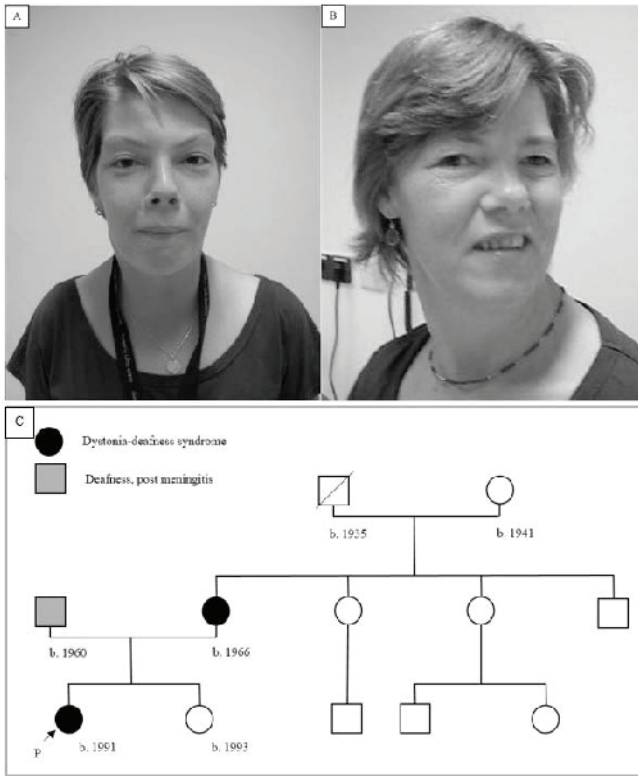 A
B
C
Dystonia-deafness syndrome
Deafness, post meningitis
b. 1935
b. 1941
b. 1960
b. 1966
P
b. 1991
b. 1993